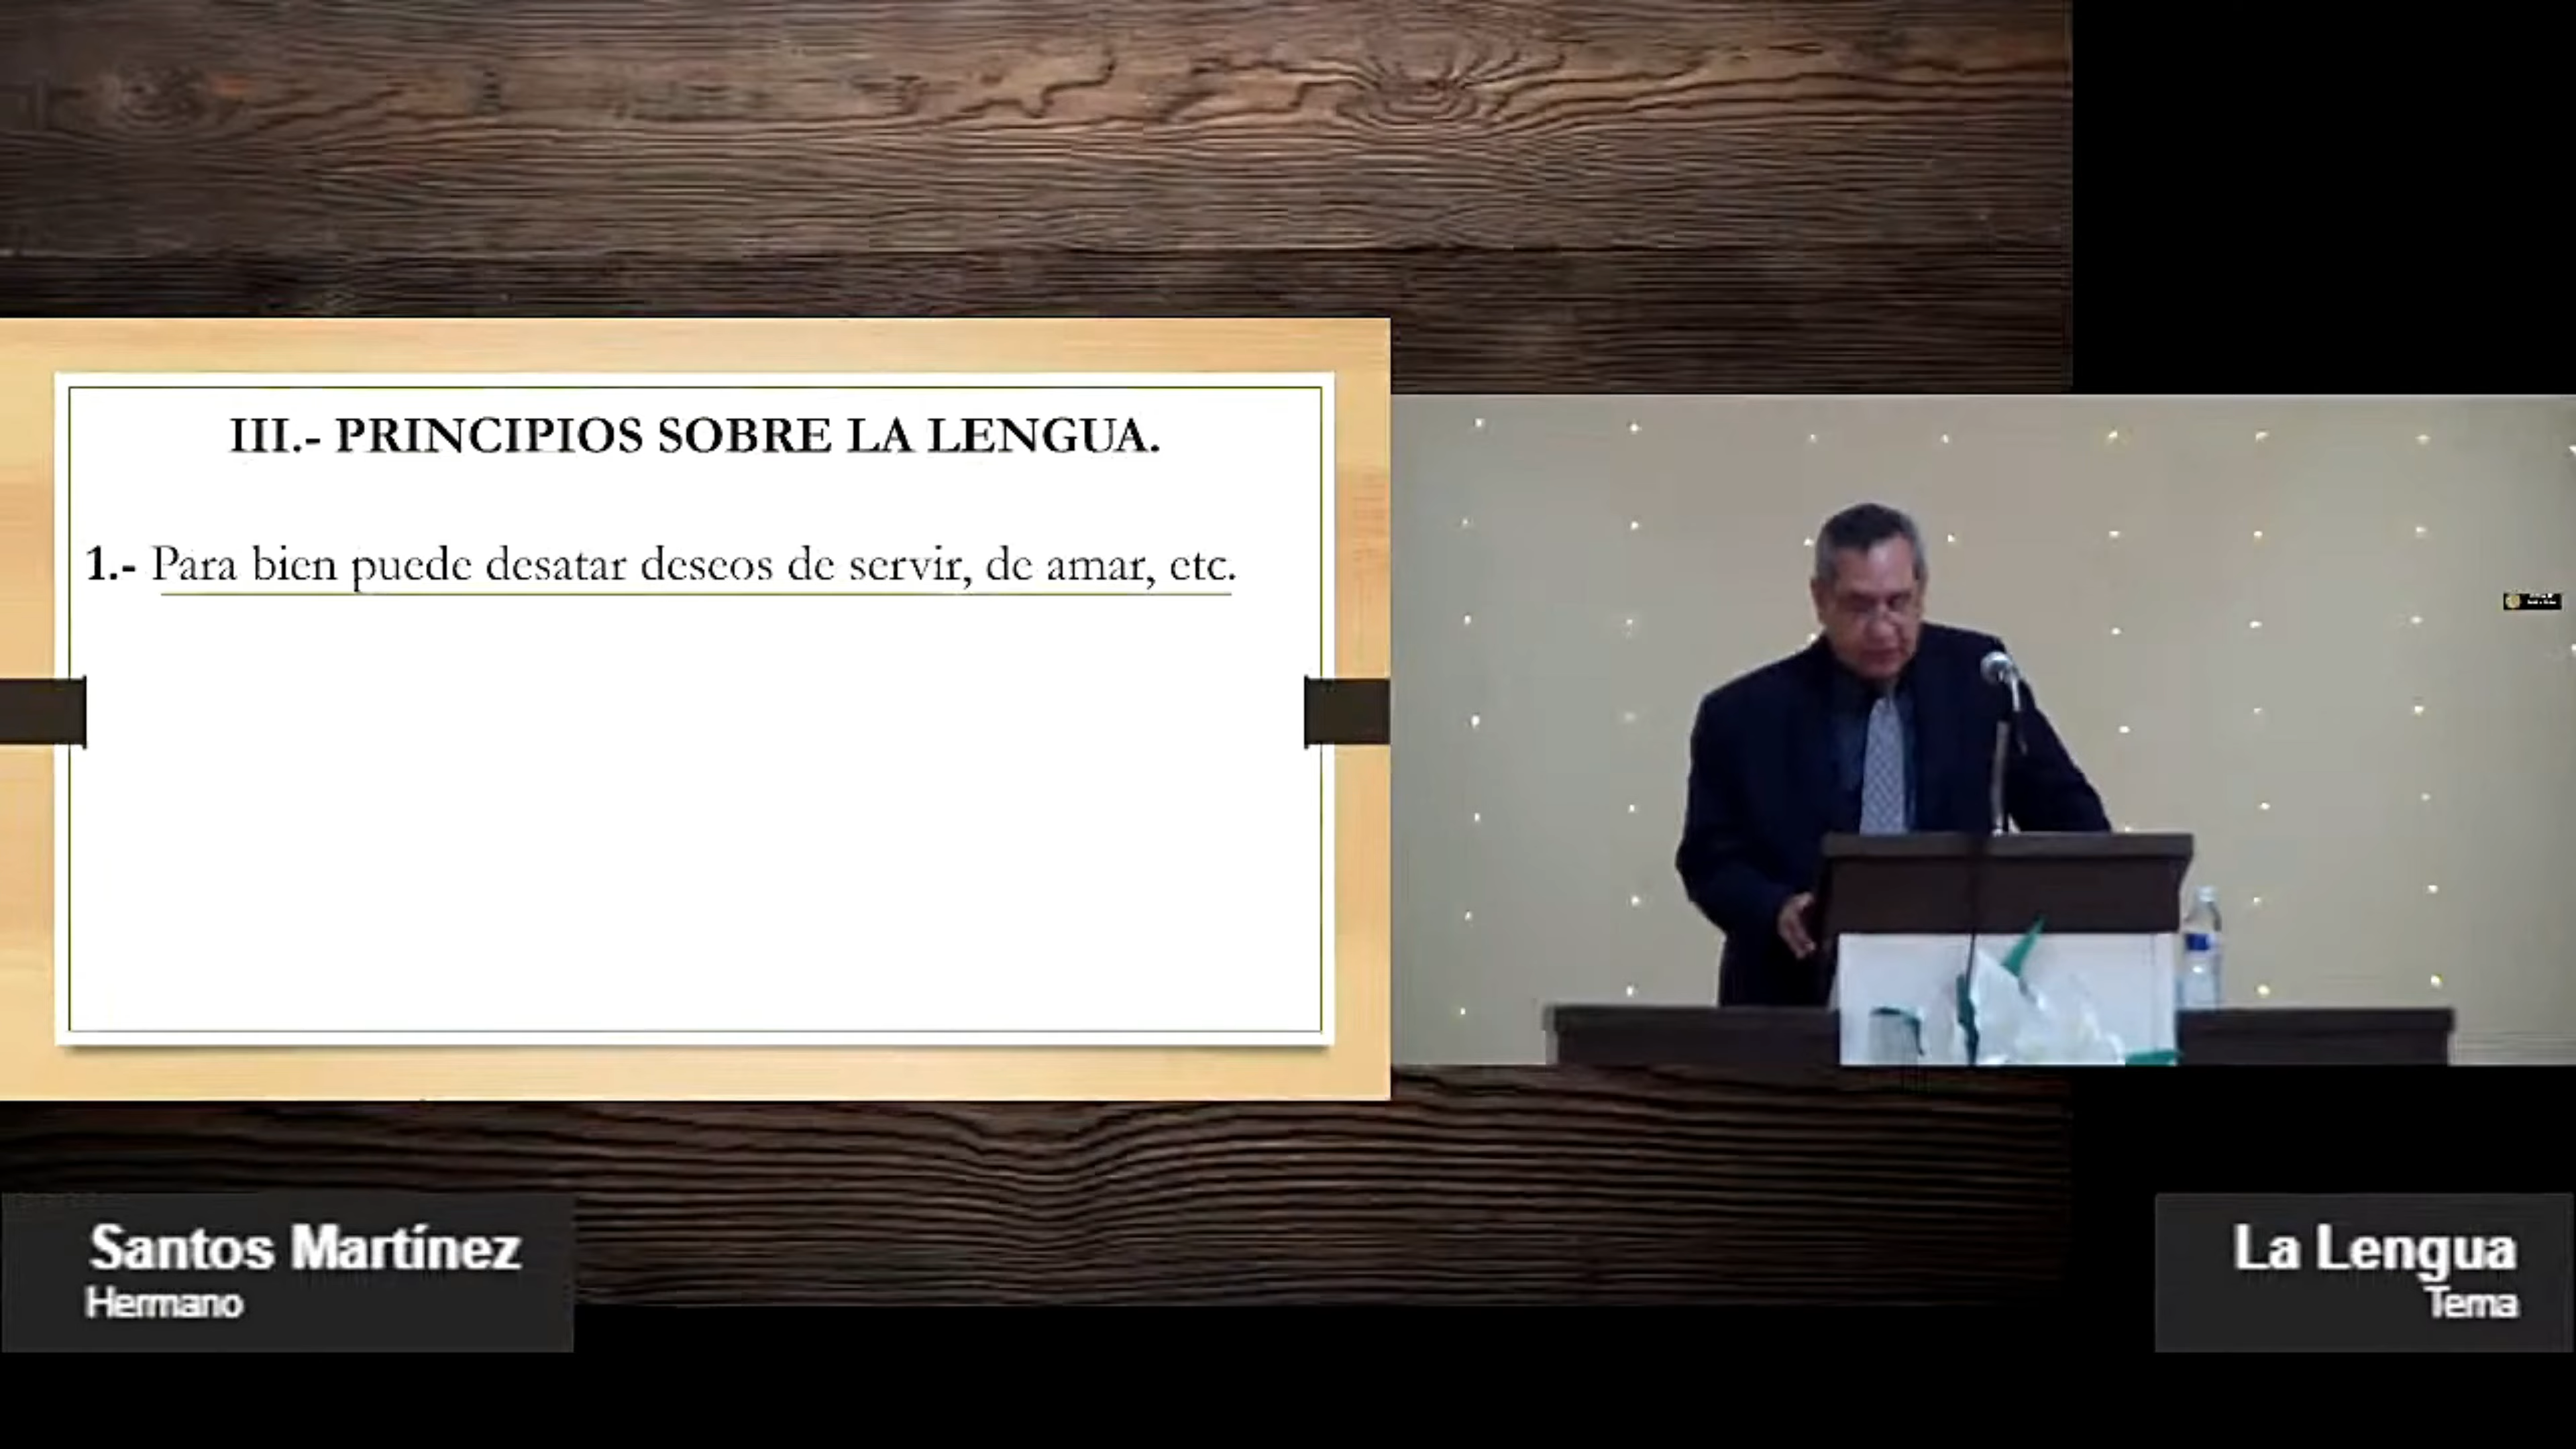 III.- PRINCIPIOS SOBRE LA LENGUA.
1.- Para bien puede desatar deseos de servir, de amar, etc.
Santos Martínez
Hermano
La Lengua
Tema